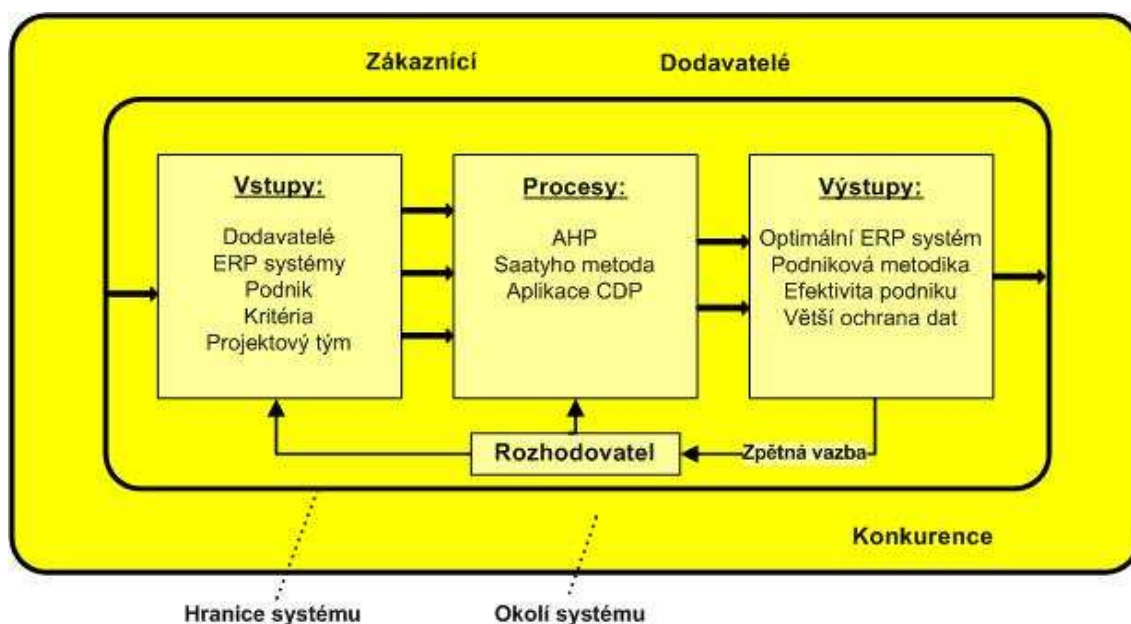 Zákaznící
Dodavatelé
Vstupy:
Dodavatelé
ERP systémy
Podnik
Kritéria
Projektový tým
Procesy:
AHP
Saatyho metoda
Aplikace CDP
Výstupy:
Optimální ERP systém
Podniková metodika
Efektivita podniku
Větší ochrana dat
Rozhodovatel
Zpětná vazba
Konkurence
Hranice systému
Okolí systému